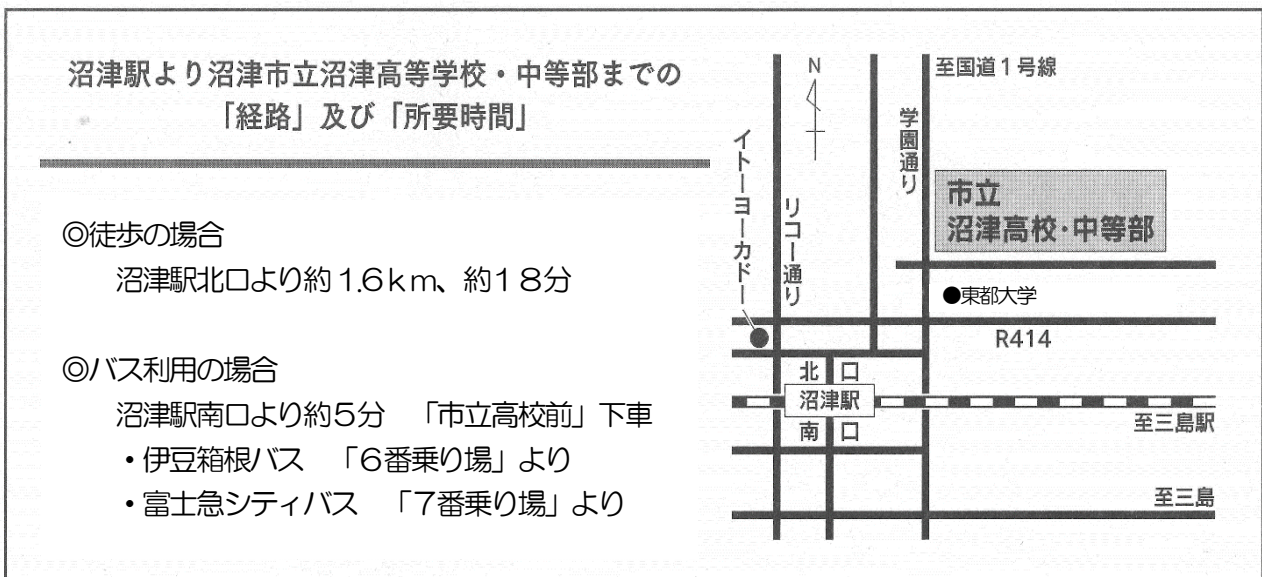 沼津駅より沼津市立沼津高等学校・中等部までの
「経路」及び「所要時間」
◎徒歩の場合
沼津駅北口より約1.6km、約18分
◎バス利用の場合
沼津駅南口より約5分　「市立高校前」下車
・伊豆箱根バス　「6番乗り場」より
・富士急シティバス　「7番乗り場」より
N
至国道1号線
学園通り
イトーヨーカドー
リコー通り
市立
沼津高校・中等部
●東都大学
R414
北口
沼津駅
南口
至三島駅
至三島